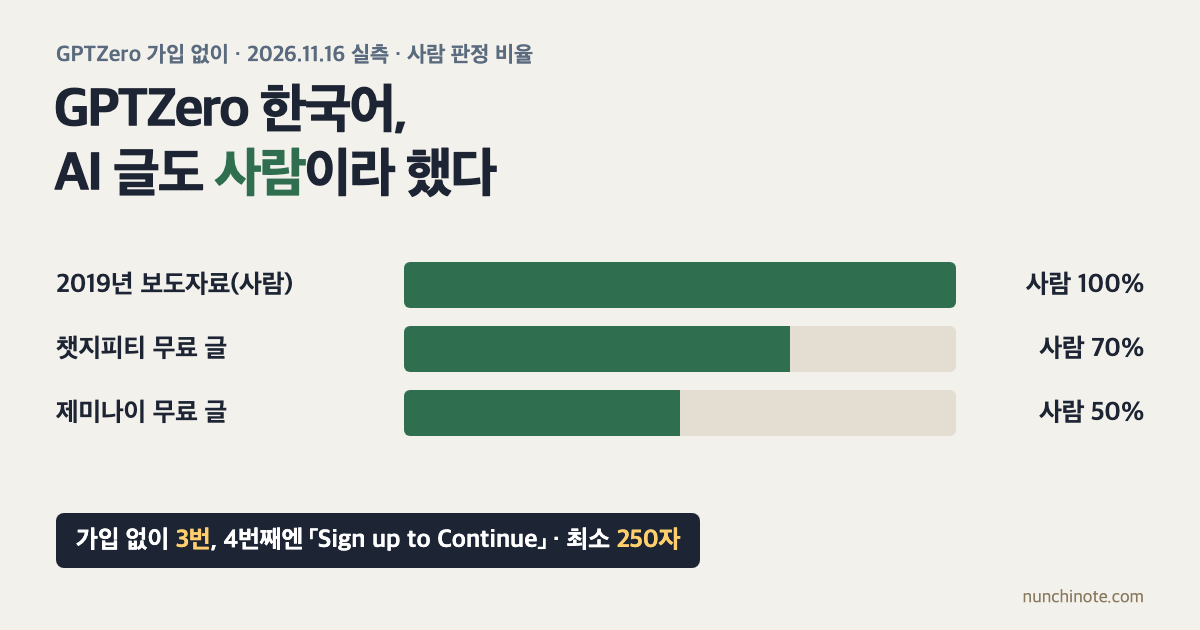 GPTZero 가입 없이 · 2026.11.16 실측 · 사람 판정 비율
GPTZero 한국어,
AI 글도 사람이라 했다
2019년 보도자료(사람) 사람 100%
챗지피티 무료 글 사람 70%
제미나이 무료 글 사람 50%
가입 없이 3번, 4번째엔 「Sign up to Continue」 · 최소 250자
nunchinote.com